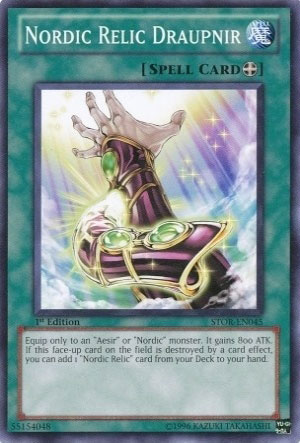 NORDIC RELIC DRAUPNIR 魔
[SPELL CARD]
1st Edition STOR-EN045
Equip only to an "Aesir" or "Nordic" monster. It gains 800 ATK.
If this face-up card on the field is destroyed by a card effect,
you can add 1 "Nordic Relic" card from your Deck to your hand.
55154048 ©1996 KAZUKI TAKAHASHI